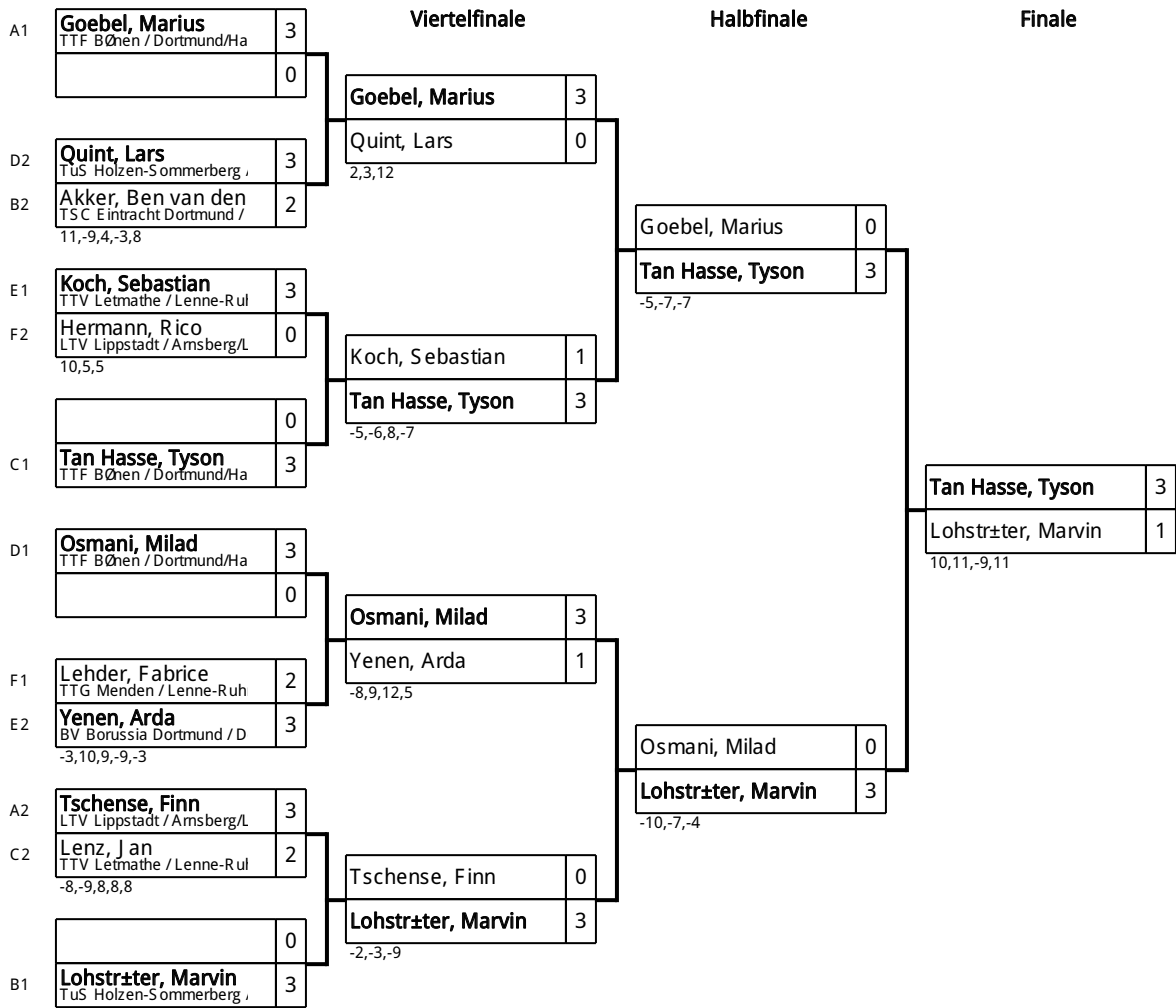 Viertelfinale
Halbfinale
Finale
A1
Goebel, Marius
3
TTF BØnen / Dortmund/Ha
0
D2
Quint, Lars
3
TuS Holzen-Sommerberg /
B2
Akker, Ben van den
2
TSC Eintracht Dortmund /
11,-9,4,-3,8
E1
Koch, Sebastian
3
TTV Letmathe / Lenne-Ruh
F2
Hermann, Rico
0
LTV Lippstadt / Arnsberg/L
10,5,5
0
C1
Tan Hasse, Tyson
3
TTF BØnen / Dortmund/Ha
D1
Osmani, Milad
3
TTF BØnen / Dortmund/Ha
0
F1
Lehder, Fabrice
2
TTG Menden / Lenne-Ruh
E2
Yenen, Arda
3
BV Borussia Dortmund / D
-3,10,9,-9,-3
A2
Tschense, Finn
3
LTV Lippstadt / Arnsberg/L
C2
Lenz, Jan
2
TTV Letmathe / Lenne-Ruh
-8,-9,8,8,8
0
B1
Lohstr±ter, Marvin
3
TuS Holzen-Sommerberg /
Goebel, Marius
3
Quint, Lars
0
2,3,12
Koch, Sebastian
1
Tan Hasse, Tyson
3
-5,-6,8,-7
Osmani, Milad
3
Yenen, Arda
1
-8,9,12,5
Tschense, Finn
0
Lohstr±ter, Marvin
3
-2,-3,-9
Goebel, Marius
0
Tan Hasse, Tyson
3
-5,-7,-7
Osmani, Milad
0
Lohstr±ter, Marvin
3
-10,-7,-4
Tan Hasse, Tyson
3
Lohstr±ter, Marvin
1
10,11,-9,11